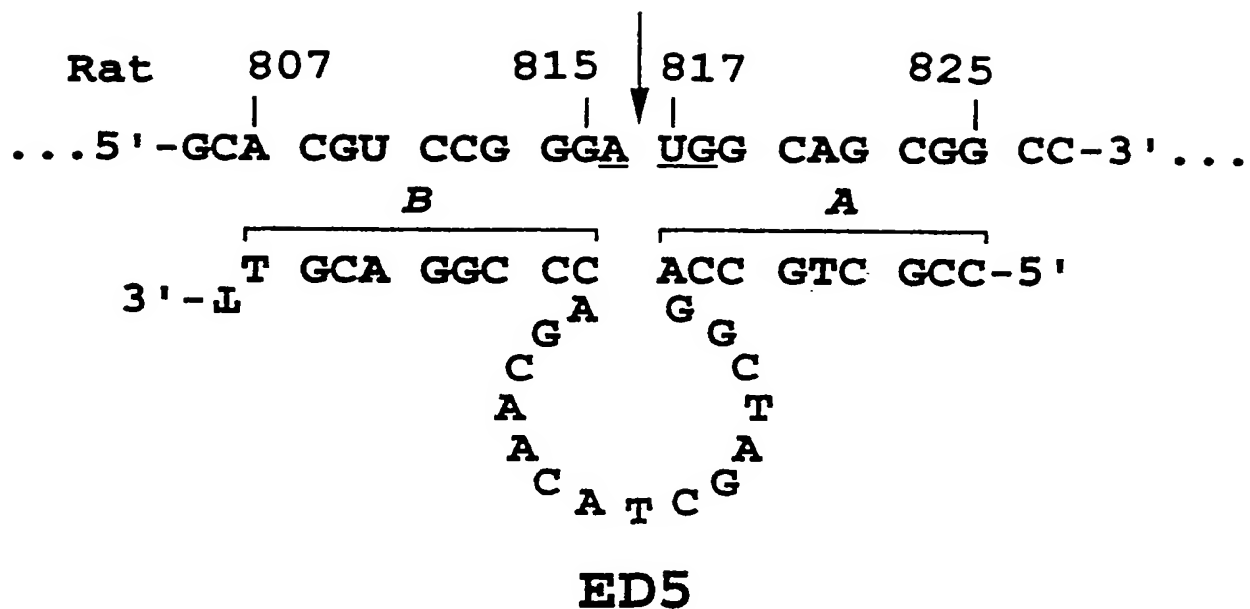 Rat 807 815 817 825
...5'-GCA CGU CCG GGA UGG CAG CGG CC-3'...
B A
T GCA GGC CC ACC GTC GCC-5'
3'-T
A G
G G
C C
A T
A A
C G
A T C
ED5